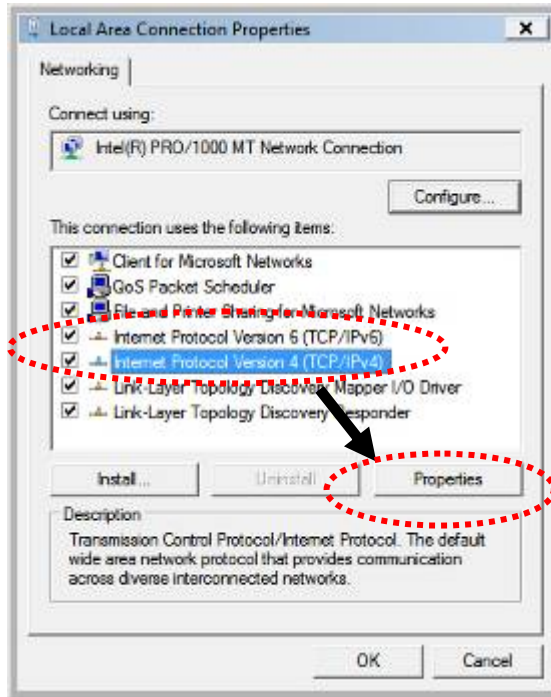 Local Area Connection Properties
Networking
Connect using:
Intel(R) PRO/1000 MT Network Connection
Configure...
This connection uses the following items:
Client for Microsoft Networks
QoS Packet Scheduler
File and Printer Sharing for Microsoft Networks
Internet Protocol Version 6 (TCP/IPv6)
Internet Protocol Version 4 (TCP/IPv4)
Link-Layer Topology Discovery Mapper I/O Driver
Link-Layer Topology Discovery Responder
Install...
Uninstall
Properties
Description
Transmission Control Protocol/Internet Protocol. The default
wide area network protocol that provides communication
across diverse interconnected networks.
OK
Cancel